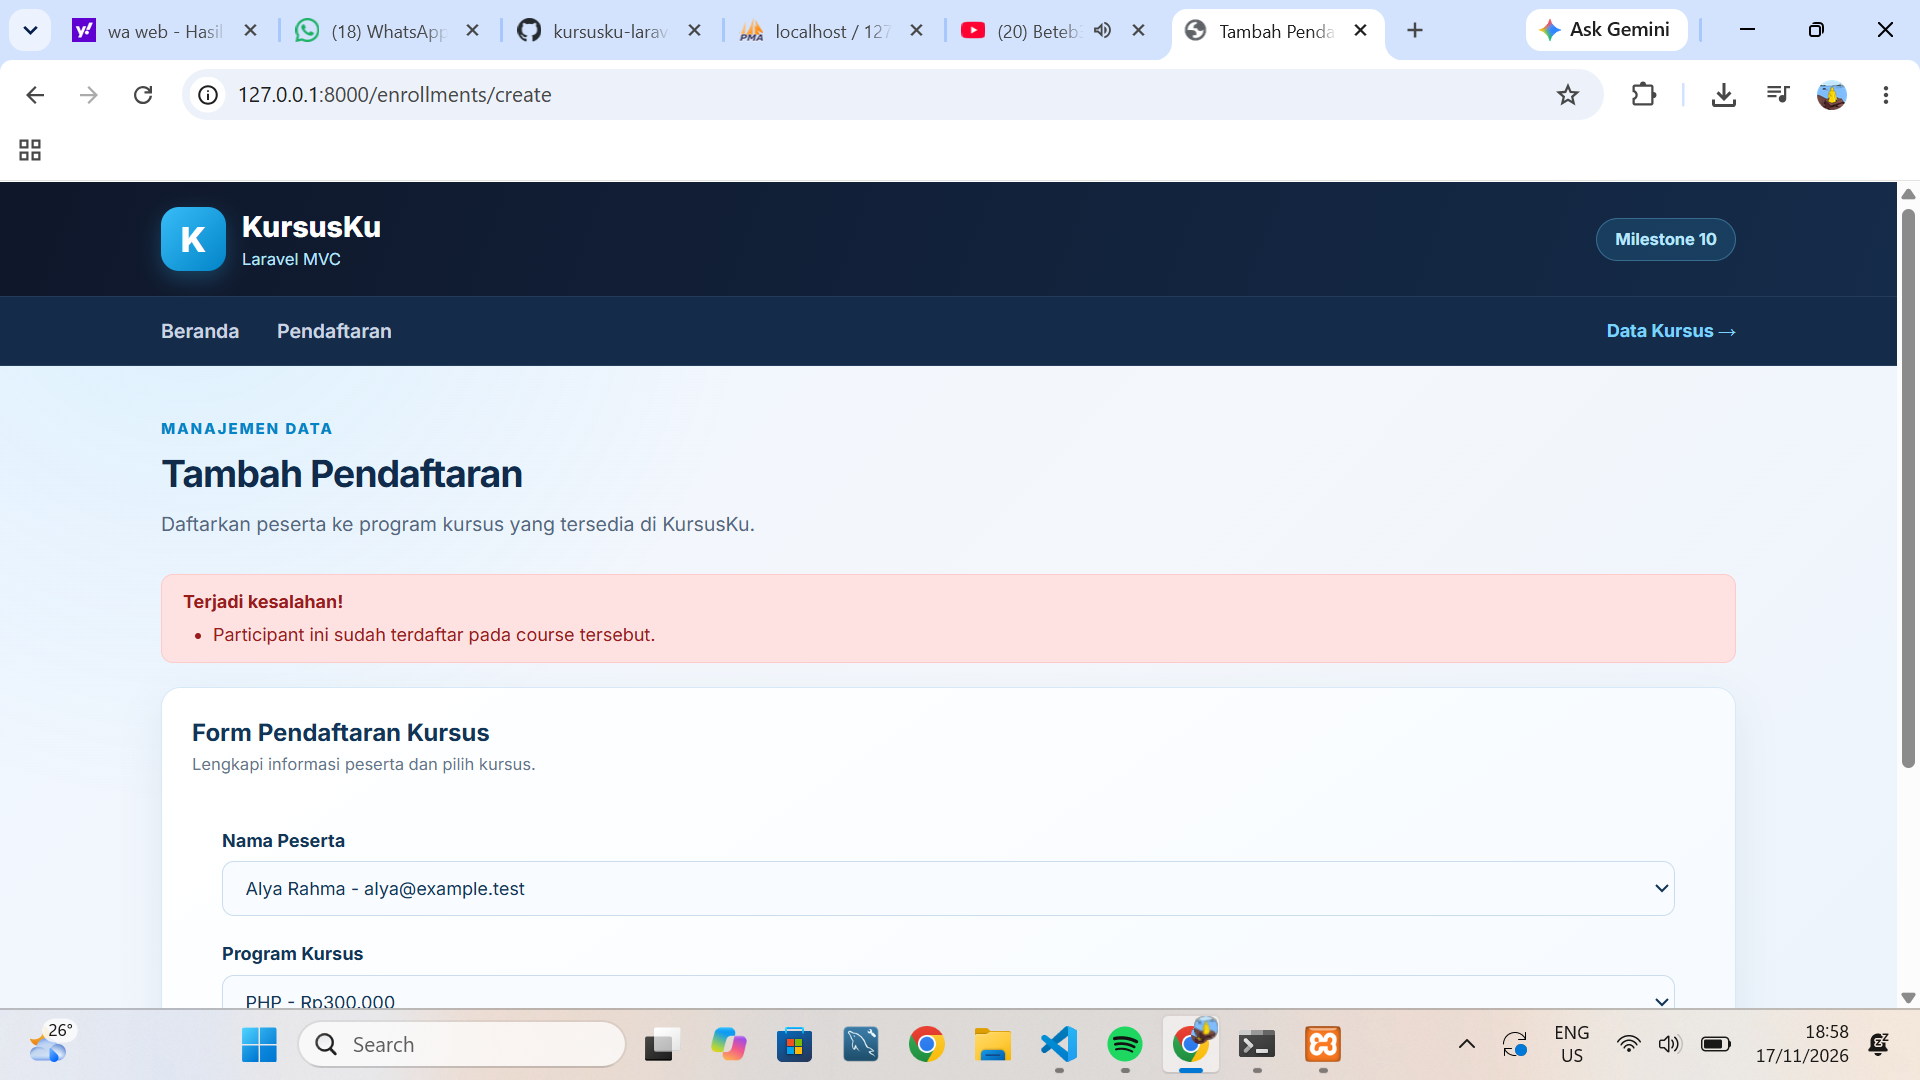 wa web - Hasil
(18) WhatsApp
kursusku-larav
localhost / 127
(20) Beteb
Tambah Penda
Ask Gemini
127.0.0.1:8000/enrollments/create
K
KursusKu
Laravel MVC
Milestone 10
Beranda
Pendaftaran
Data Kursus →
MANAJEMEN DATA
Tambah Pendaftaran
Daftarkan peserta ke program kursus yang tersedia di KursusKu.
Terjadi kesalahan!
• Participant ini sudah terdaftar pada course tersebut.
Form Pendaftaran Kursus
Lengkapi informasi peserta dan pilih kursus.
Nama Peserta
Alya Rahma - alya@example.test
Program Kursus
PHP - Rp300.000
26°
Search
ENG
US
18:58
17/11/2026